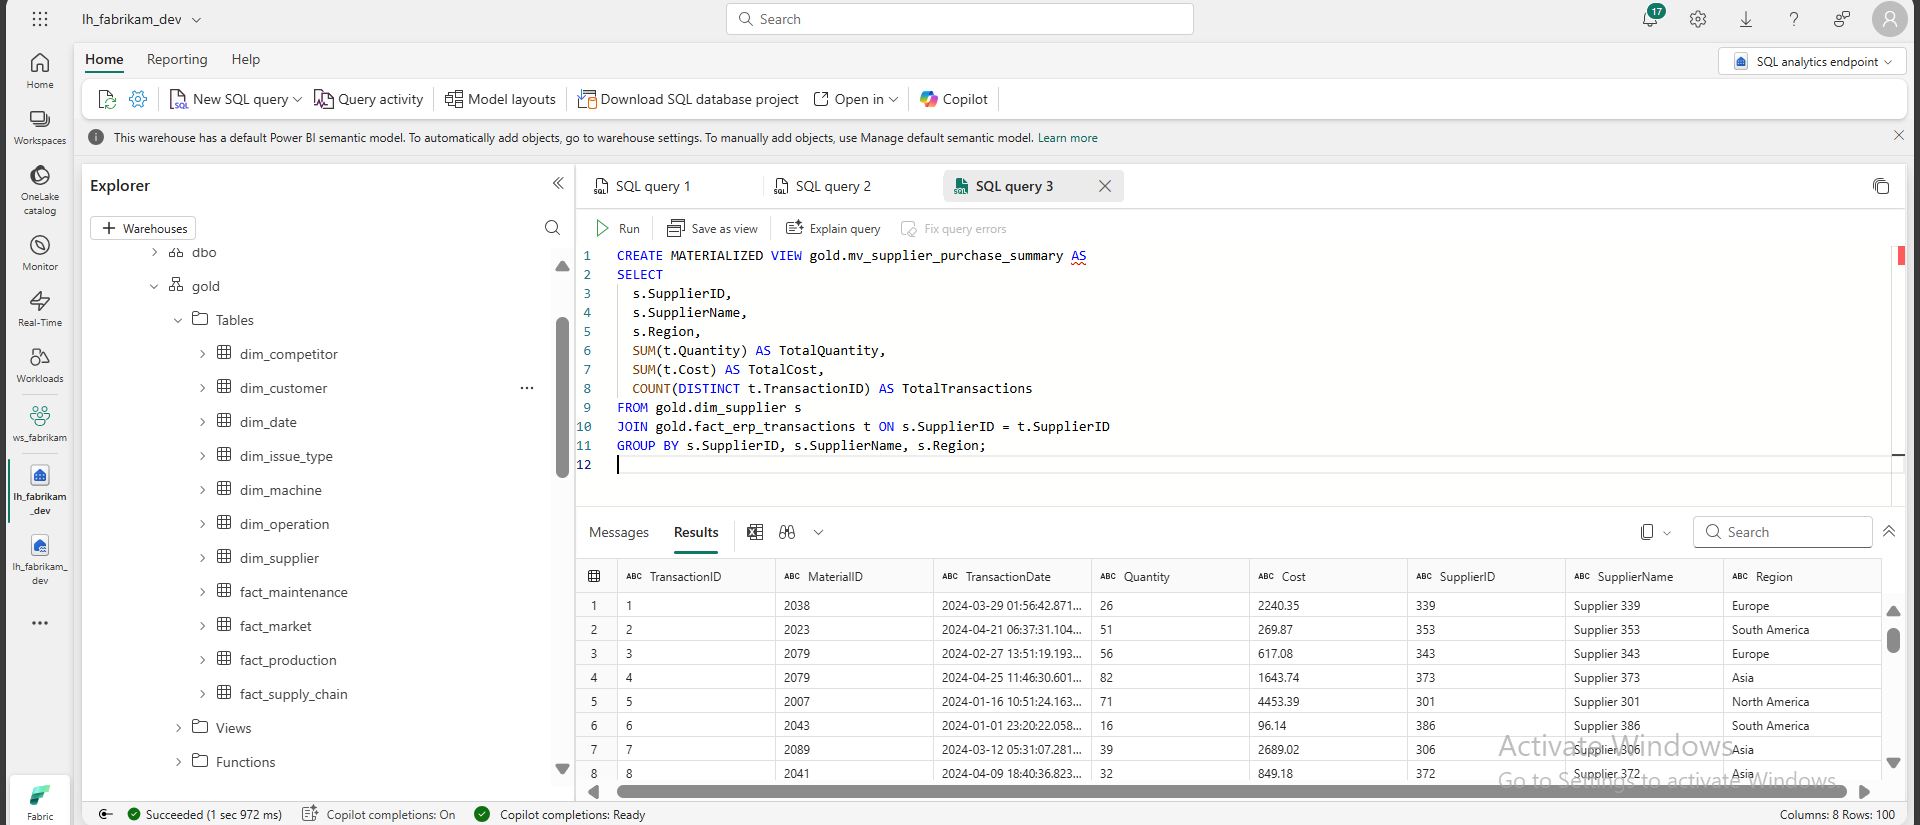 lh_fabrikam_dev
Search
17
Home
Workspaces
OneLake
catalog
Monitor
Real-Time
Workloads
ws_fabrikam
lh_fabrikam
_dev
lh_fabrikam_
dev
Fabric
Home Reporting Help
SQL analytics endpoint
New SQL query Query activity Model layouts Download SQL database project Open in Copilot
This warehouse has a default Power BI semantic model. To automatically add objects, go to warehouse settings. To manually add objects, use Manage default semantic model. Learn more
Explorer
+ Warehouses
dbo
gold
Tables
dim_competitor
dim_customer
dim_date
dim_issue_type
dim_machine
dim_operation
dim_supplier
fact_maintenance
fact_market
fact_production
fact_supply_chain
Views
Functions
SQL query 1 SQL query 2 SQL query 3
Run Save as view Explain query Fix query errors
1 CREATE MATERIALIZED VIEW gold.mv_supplier_purchase_summary AS
2 SELECT
3 s.SupplierID,
4 s.SupplierName,
5 s.Region,
6 SUM(t.Quantity) AS TotalQuantity,
7 SUM(t.Cost) AS TotalCost,
8 COUNT(DISTINCT t.TransactionID) AS TotalTransactions
9 FROM gold.dim_supplier s
10 JOIN gold.fact_erp_transactions t ON s.SupplierID = t.SupplierID
11 GROUP BY s.SupplierID, s.SupplierName, s.Region;
12
Messages Results
Search
ABC TransactionID ABC MaterialID ABC TransactionDate ABC Quantity ABC Cost ABC SupplierID ABC SupplierName ABC Region
1 1 2038 2024-03-29 01:56:42.871... 26 2240.35 339 Supplier 339 Europe
2 2 2023 2024-04-21 06:37:31.104... 51 269.87 353 Supplier 353 South America
3 3 2079 2024-02-27 13:51:19.193... 56 617.08 343 Supplier 343 Europe
4 4 2079 2024-04-25 11:46:30.601... 82 1643.74 373 Supplier 373 Asia
5 5 2007 2024-01-16 10:51:24.163... 71 4453.39 301 Supplier 301 North America
6 6 2043 2024-01-01 23:20:22.058... 16 96.14 386 Supplier 386 South America
7 7 2089 2024-03-12 05:31:07.281... 39 2689.02 306 Supplier 306 Asia
8 8 2041 2024-04-09 18:40:36.823... 32 849.18 372 Supplier 372 Asia
Activate Windows
Go to Settings to activate Windows.
Succeeded (1 sec 972 ms) Copilot completions: On Copilot completions: Ready
Columns: 8 Rows: 100